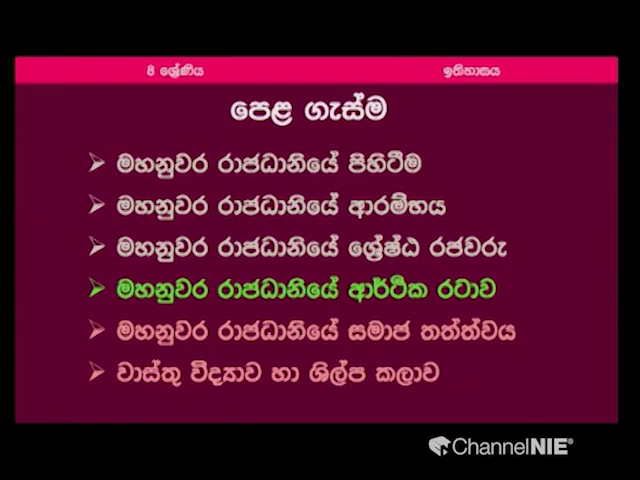 8 ශ්‍රේණිය ඉතිහාසය
පෙළ ගැස්ම
➢ මහනුවර රාජධානියේ පිහිටීම
➢ මහනුවර රාජධානියේ ආරම්භය
➢ මහනුවර රාජධානියේ ශ්‍රේෂ්ඨ රජවරු
➢ මහනුවර රාජධානියේ ආර්ථික රටාව
➢ මහනුවර රාජධානියේ සමාජ තත්ත්වය
➢ වාස්තු විද්‍යාව හා ශිල්ප කලාව
ChannelNIE®